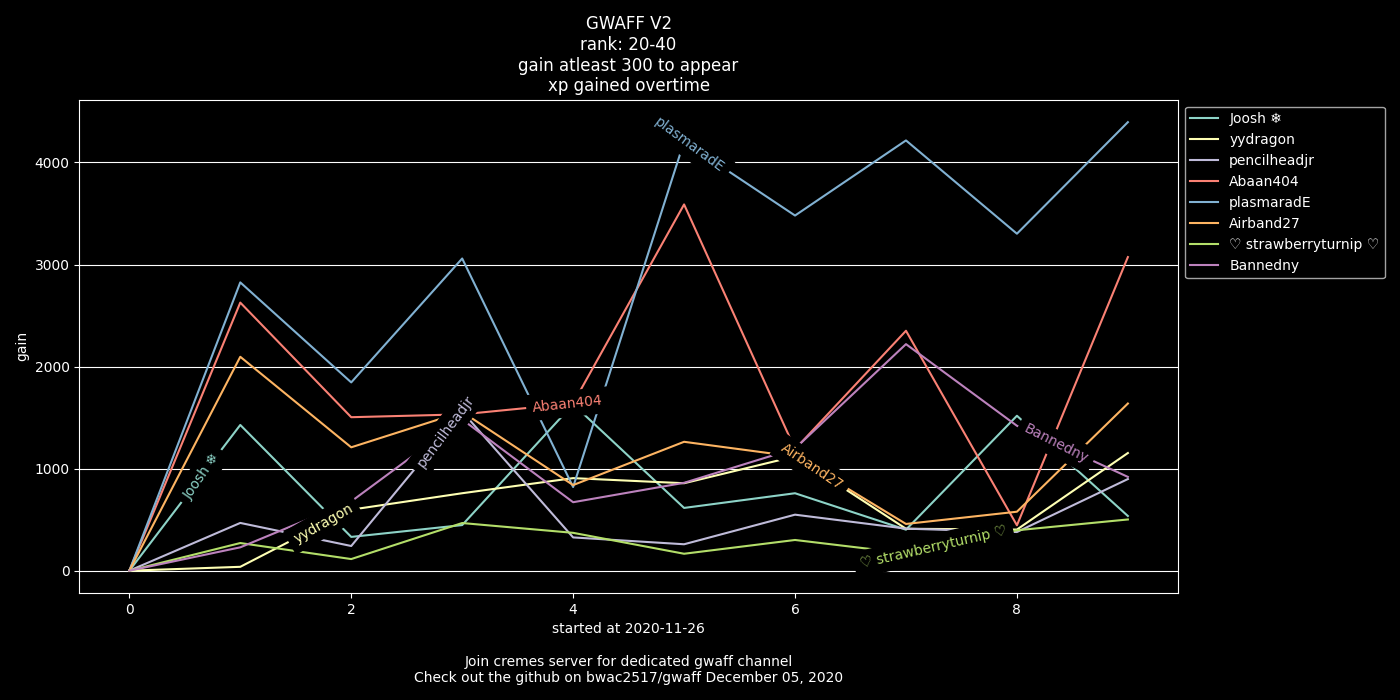 GWAFF V2
rank: 20-40
gain atleast 300 to appear
xp gained overtime
plasmaradE
Joosh ❄
yydragon
pencilheadjr
Abaan404
plasmaradE
Airband27
♡ strawberryturnip ♡
Bannedny
4000
3000
2000
1000
0
gain
Abaan404
pencilheadjr
Joosh ❄
Bannedny
Airband27
yydragon
♡ strawberryturnip ♡
0
2
4
6
8
started at 2020-11-26
Join cremes server for dedicated gwaff channel
Check out the github on bwac2517/gwaff December 05, 2020